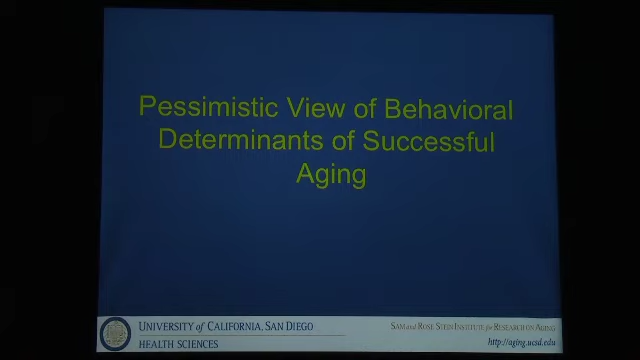 Pessimistic View of Behavioral
Determinants of Successful
Aging
UNIVERSITY of CALIFORNIA, SAN DIEGO
HEALTH SCIENCES
SAM and ROSE STEIN INSTITUTE for RESEARCH ON AGING
http://aging.ucsd.edu